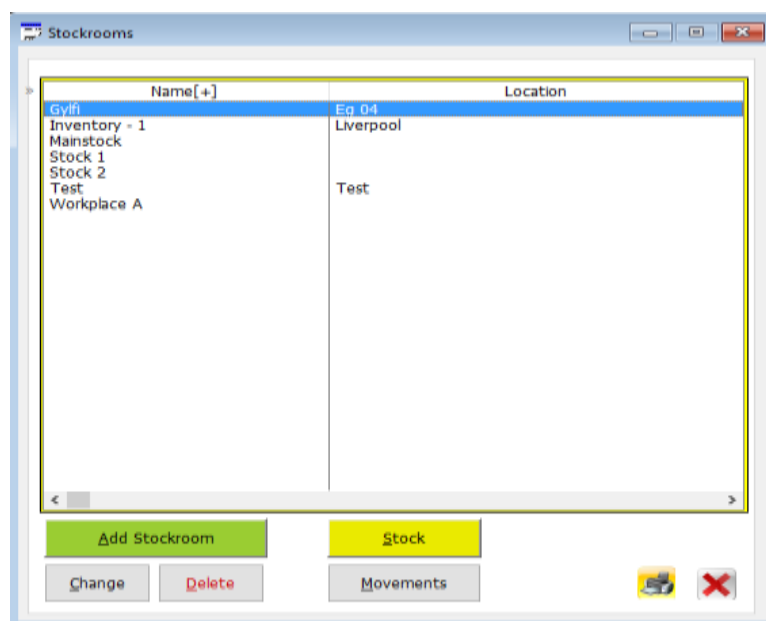 Stockrooms
Name[+] Location
Gylfi Eg 04
Inventory - 1 Liverpool
Mainstock
Stock 1
Stock 2
Test Test
Workplace A
Add Stockroom Stock
Change Delete Movements